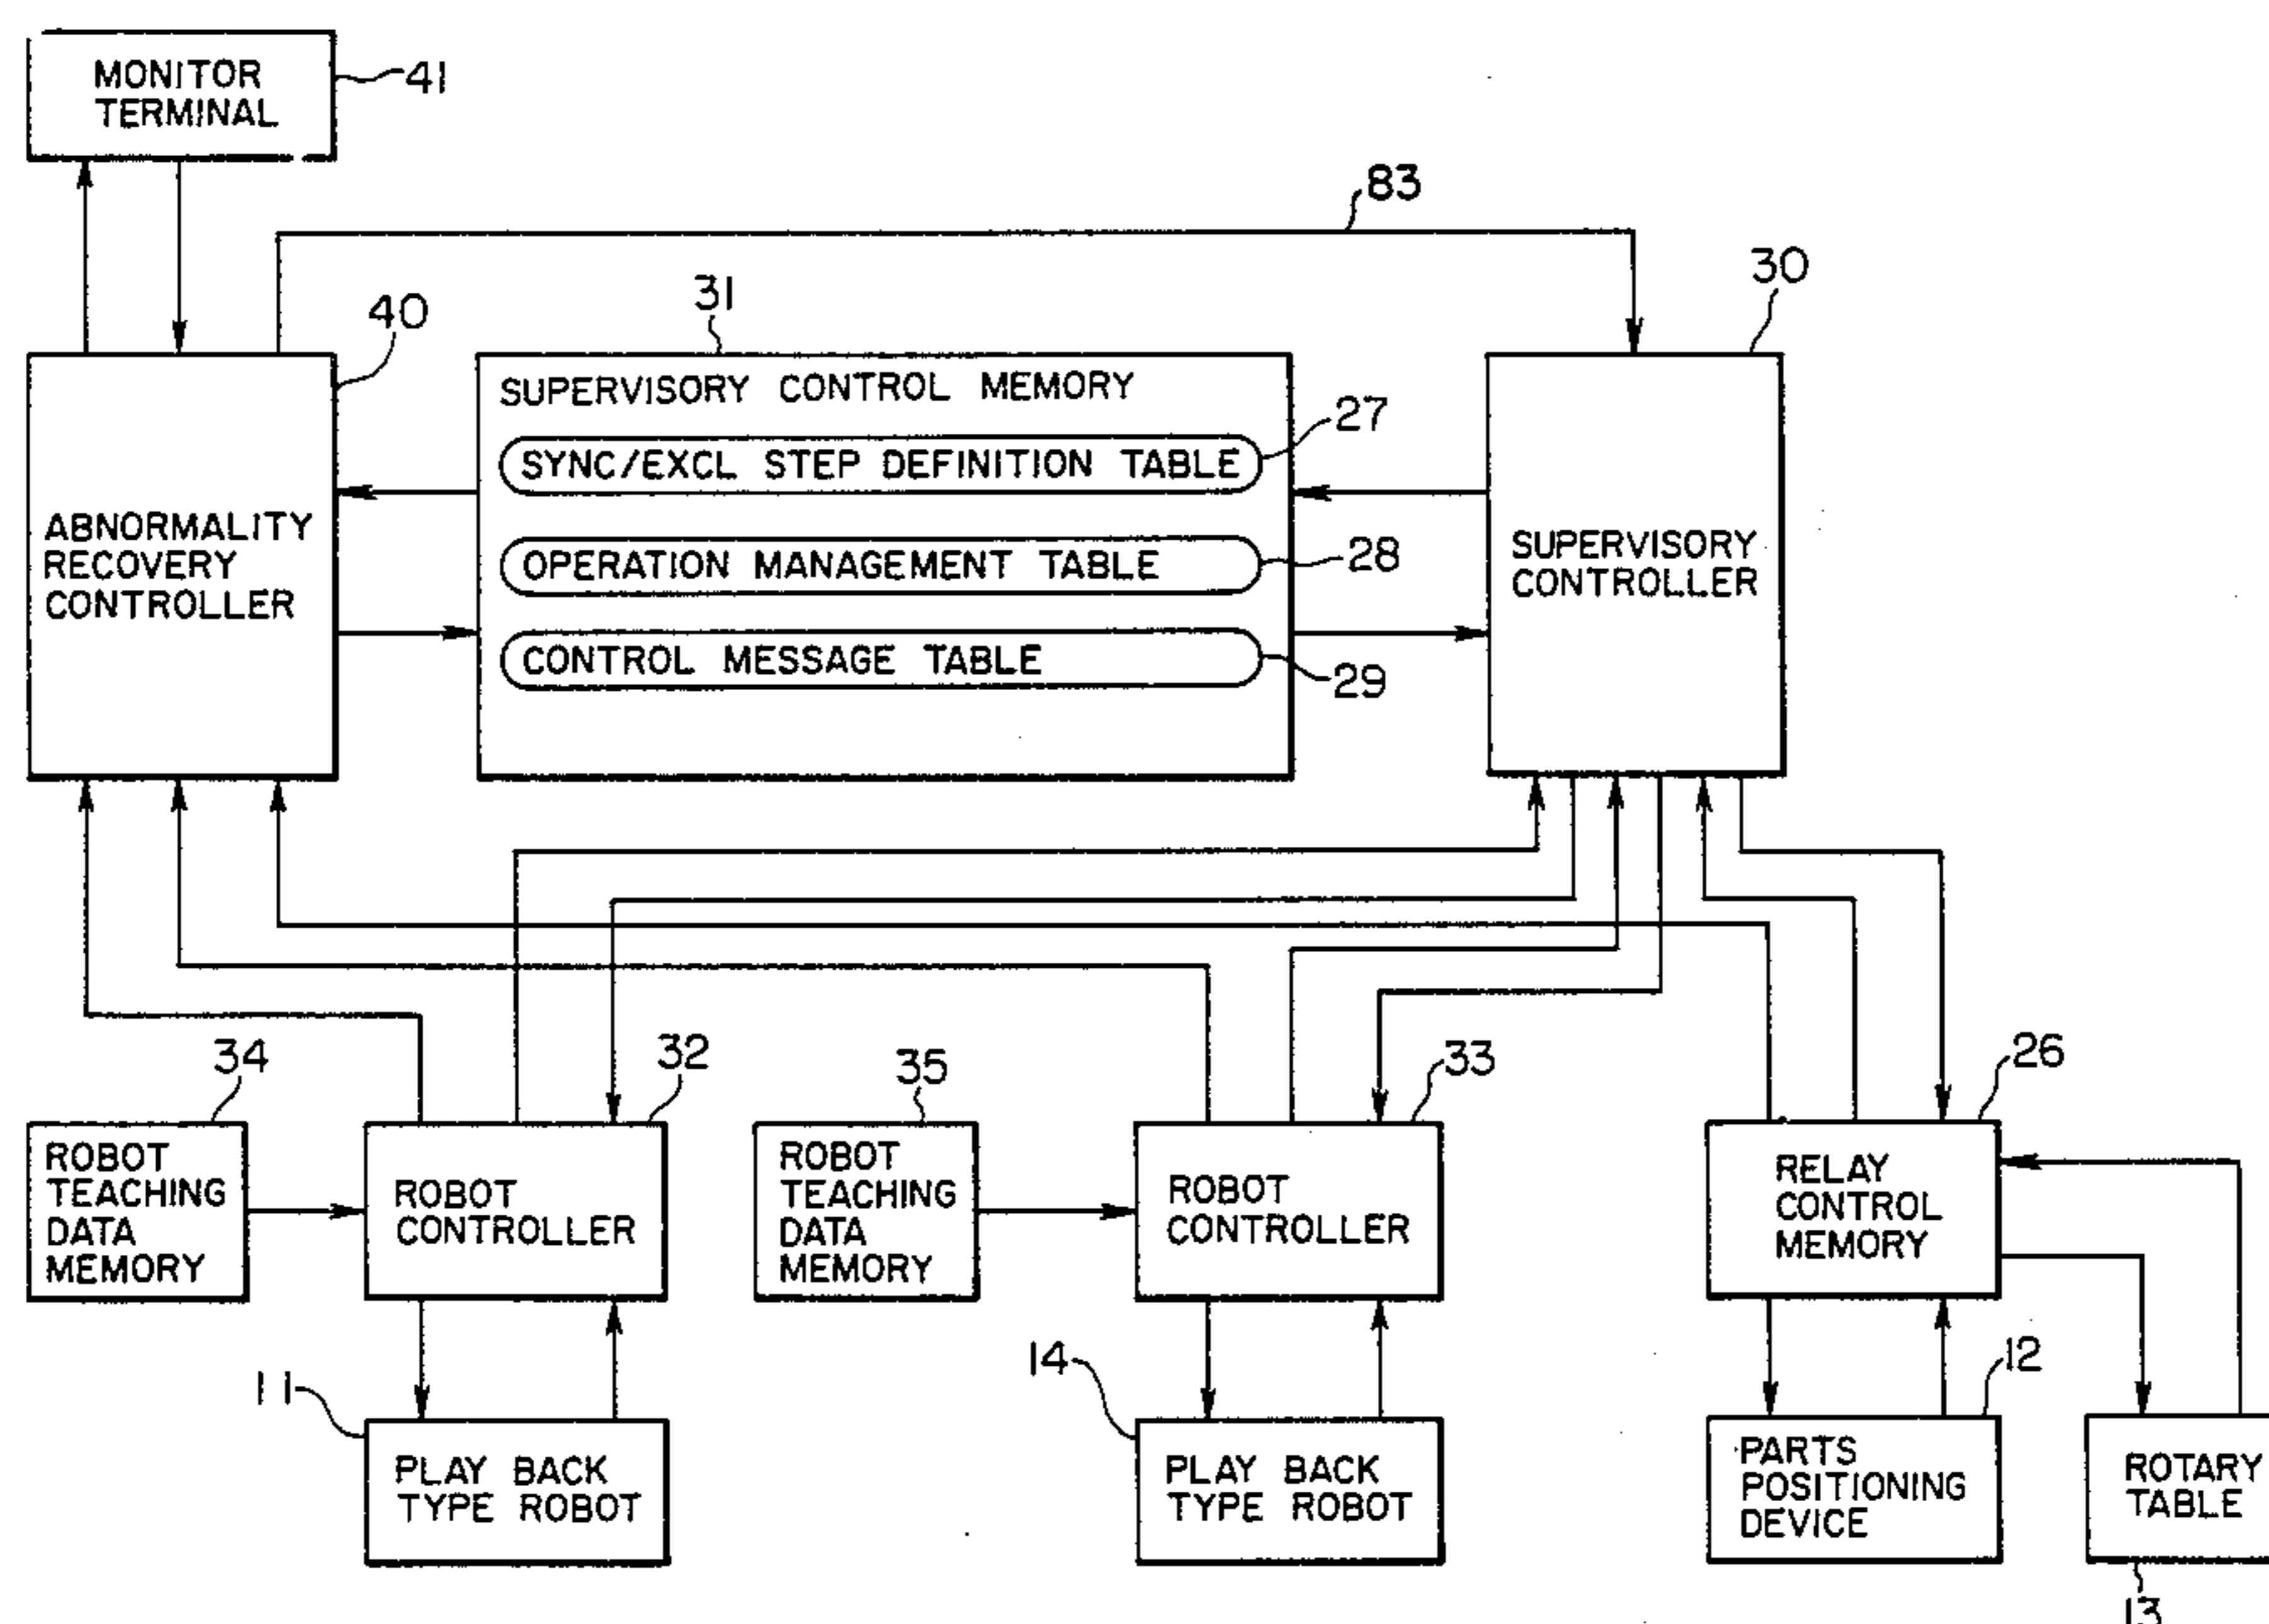 MONITOR
TERMINAL
41
83
30
31
40
SUPERVISORY CONTROL MEMORY
27
SYNC/EXCL STEP DEFINITION TABLE
ABNORMALITY
RECOVERY
CONTROLLER
OPERATION MANAGEMENT TABLE
28
SUPERVISORY
CONTROLLER
CONTROL MESSAGE TABLE
29
34
32
35
33
26
ROBOT
TEACHING
DATA
MEMORY
ROBOT
CONTROLLER
ROBOT
TEACHING
DATA
MEMORY
ROBOT
CONTROLLER
RELAY
CONTROL
MEMORY
11
14
12
PLAY BACK
TYPE ROBOT
PLAY BACK
TYPE ROBOT
PARTS
POSITIONING
DEVICE
ROTARY
TABLE
13